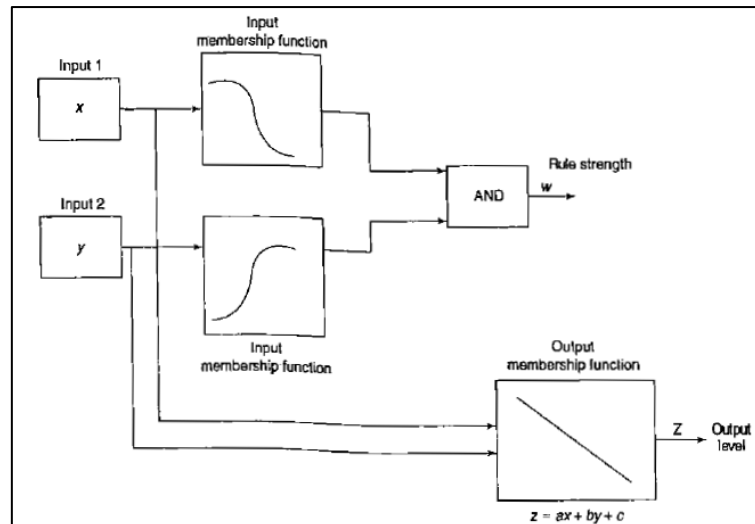 Input
membership function
Input 1
x
Rule strength
AND
w
Input 2
y
Input
membership function
Output
membership function
Z
Output
level
z = ax + by + c